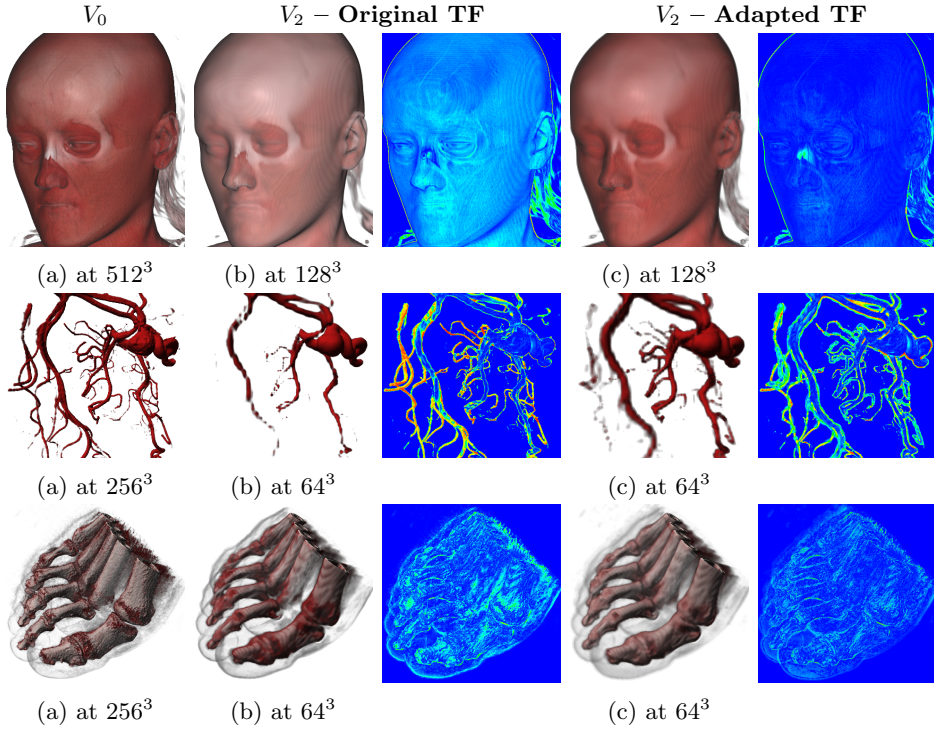 V₀ V₂ – Original TF V₂ – Adapted TF
(a) at 512³ (b) at 128³ (c) at 128³
(a) at 256³ (b) at 64³ (c) at 64³
(a) at 256³ (b) at 64³ (c) at 64³